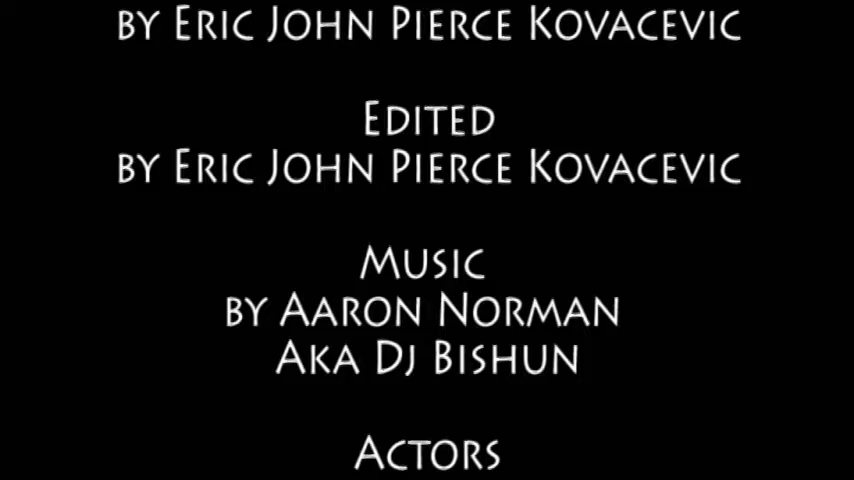 by Eric John Pierce Kovacevic
Edited
by Eric John Pierce Kovacevic
Music
by Aaron Norman
Aka Dj Bishun
Actors